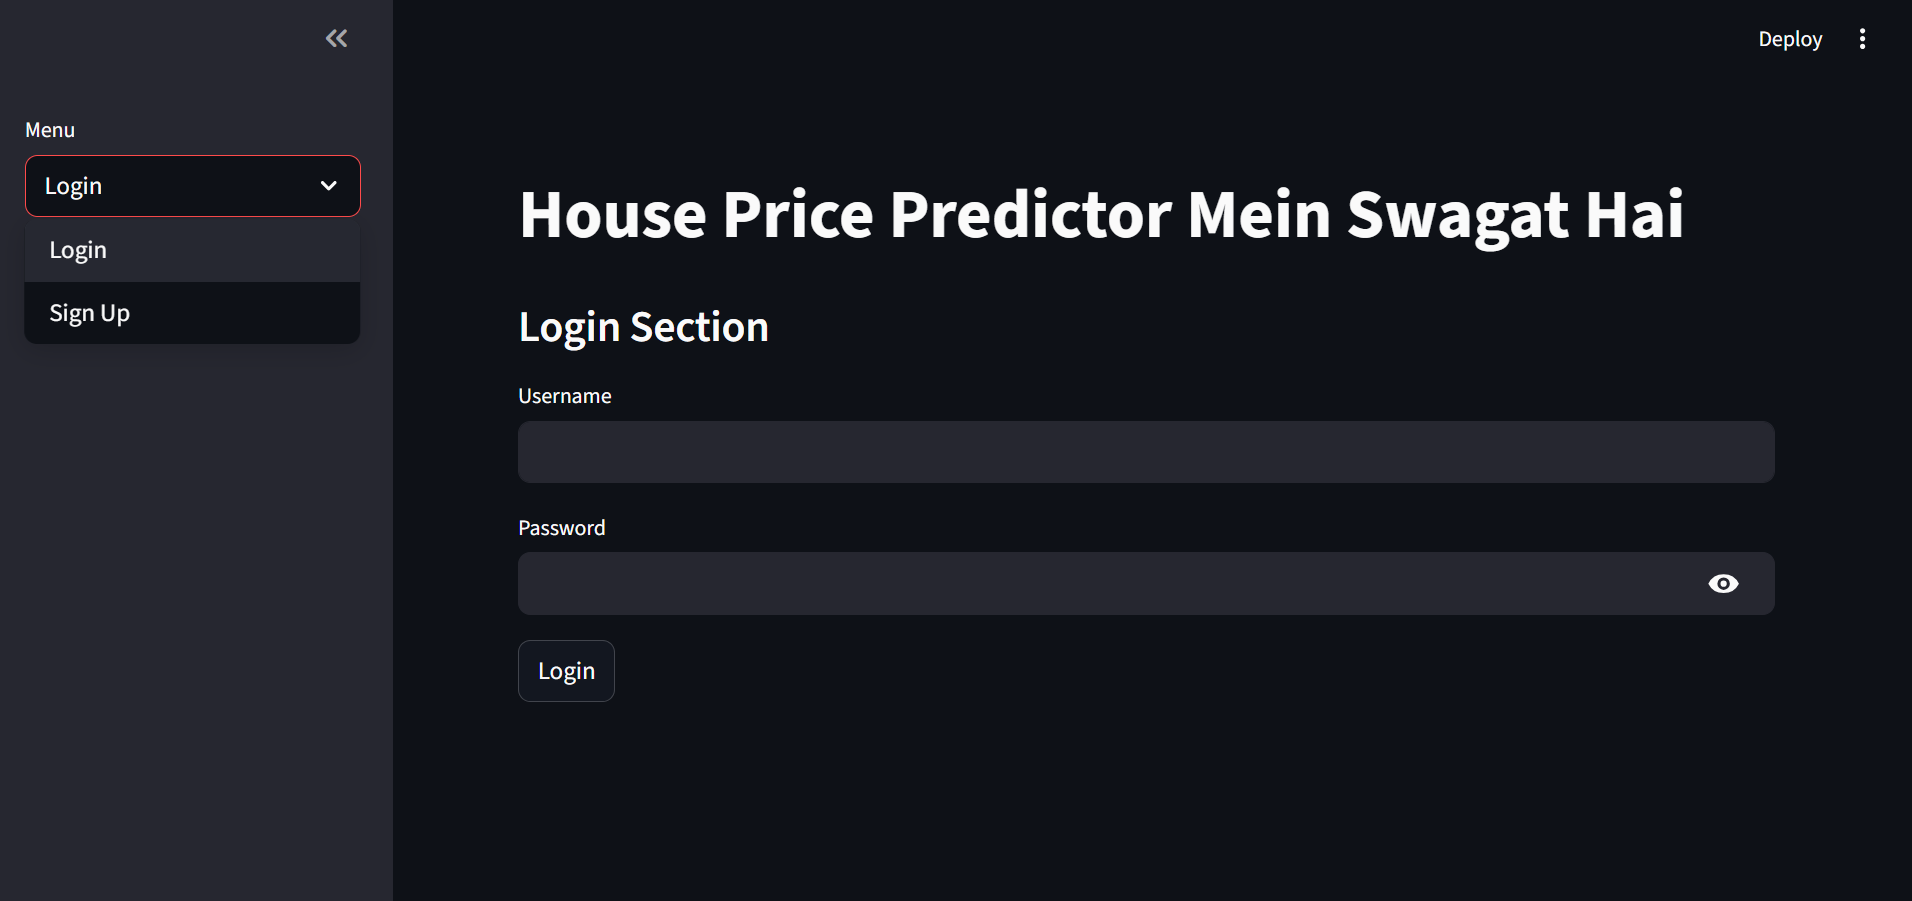 Deploy
Menu
Login
Login
Sign Up
House Price Predictor Mein Swagat Hai
Login Section
Username
Password
Login